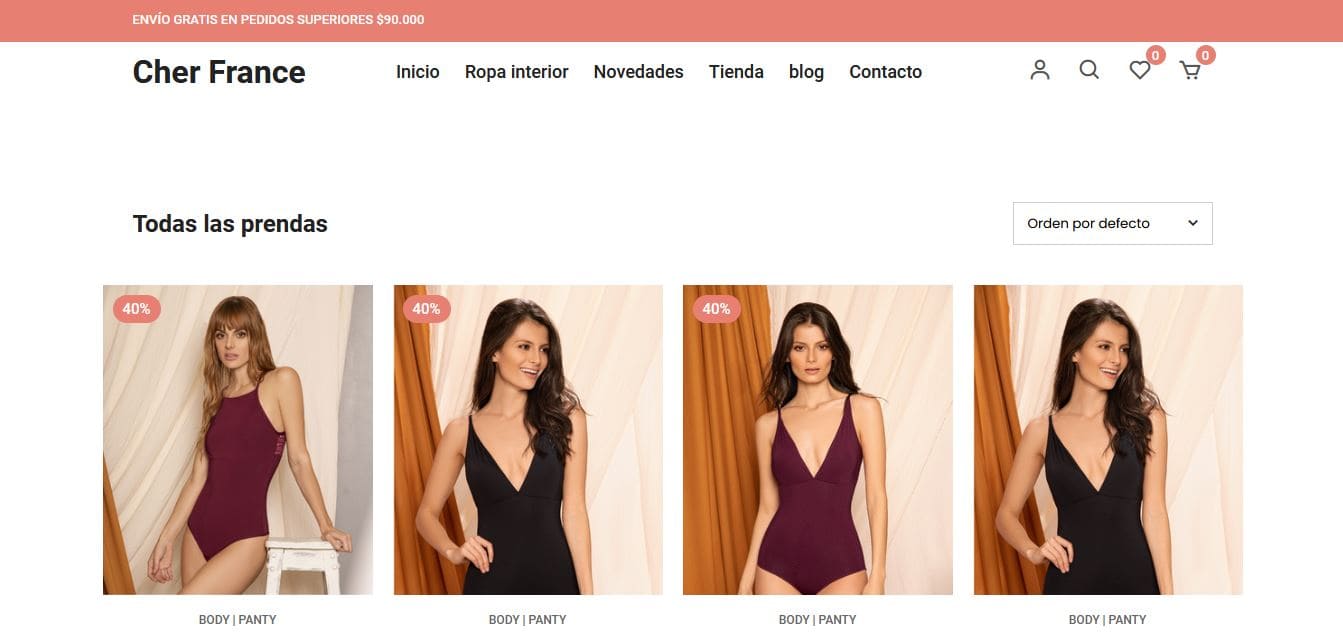 ENVÍO GRATIS EN PEDIDOS SUPERIORES $90.000
Cher France
Inicio Ropa interior Novedades Tienda blog Contacto
0 0
Todas las prendas
Orden por defecto
40% 40% 40%
BODY | PANTY BODY | PANTY BODY | PANTY BODY | PANTY